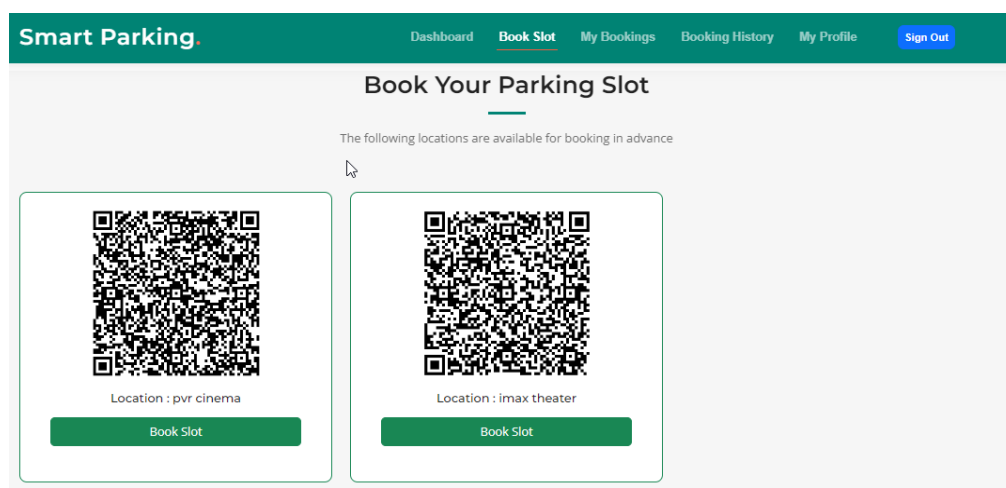 Smart Parking.
Dashboard Book Slot My Bookings Booking History My Profile Sign Out
Book Your Parking Slot
The following locations are available for booking in advance
Location : pvr cinema
Book Slot
Location : imax theater
Book Slot